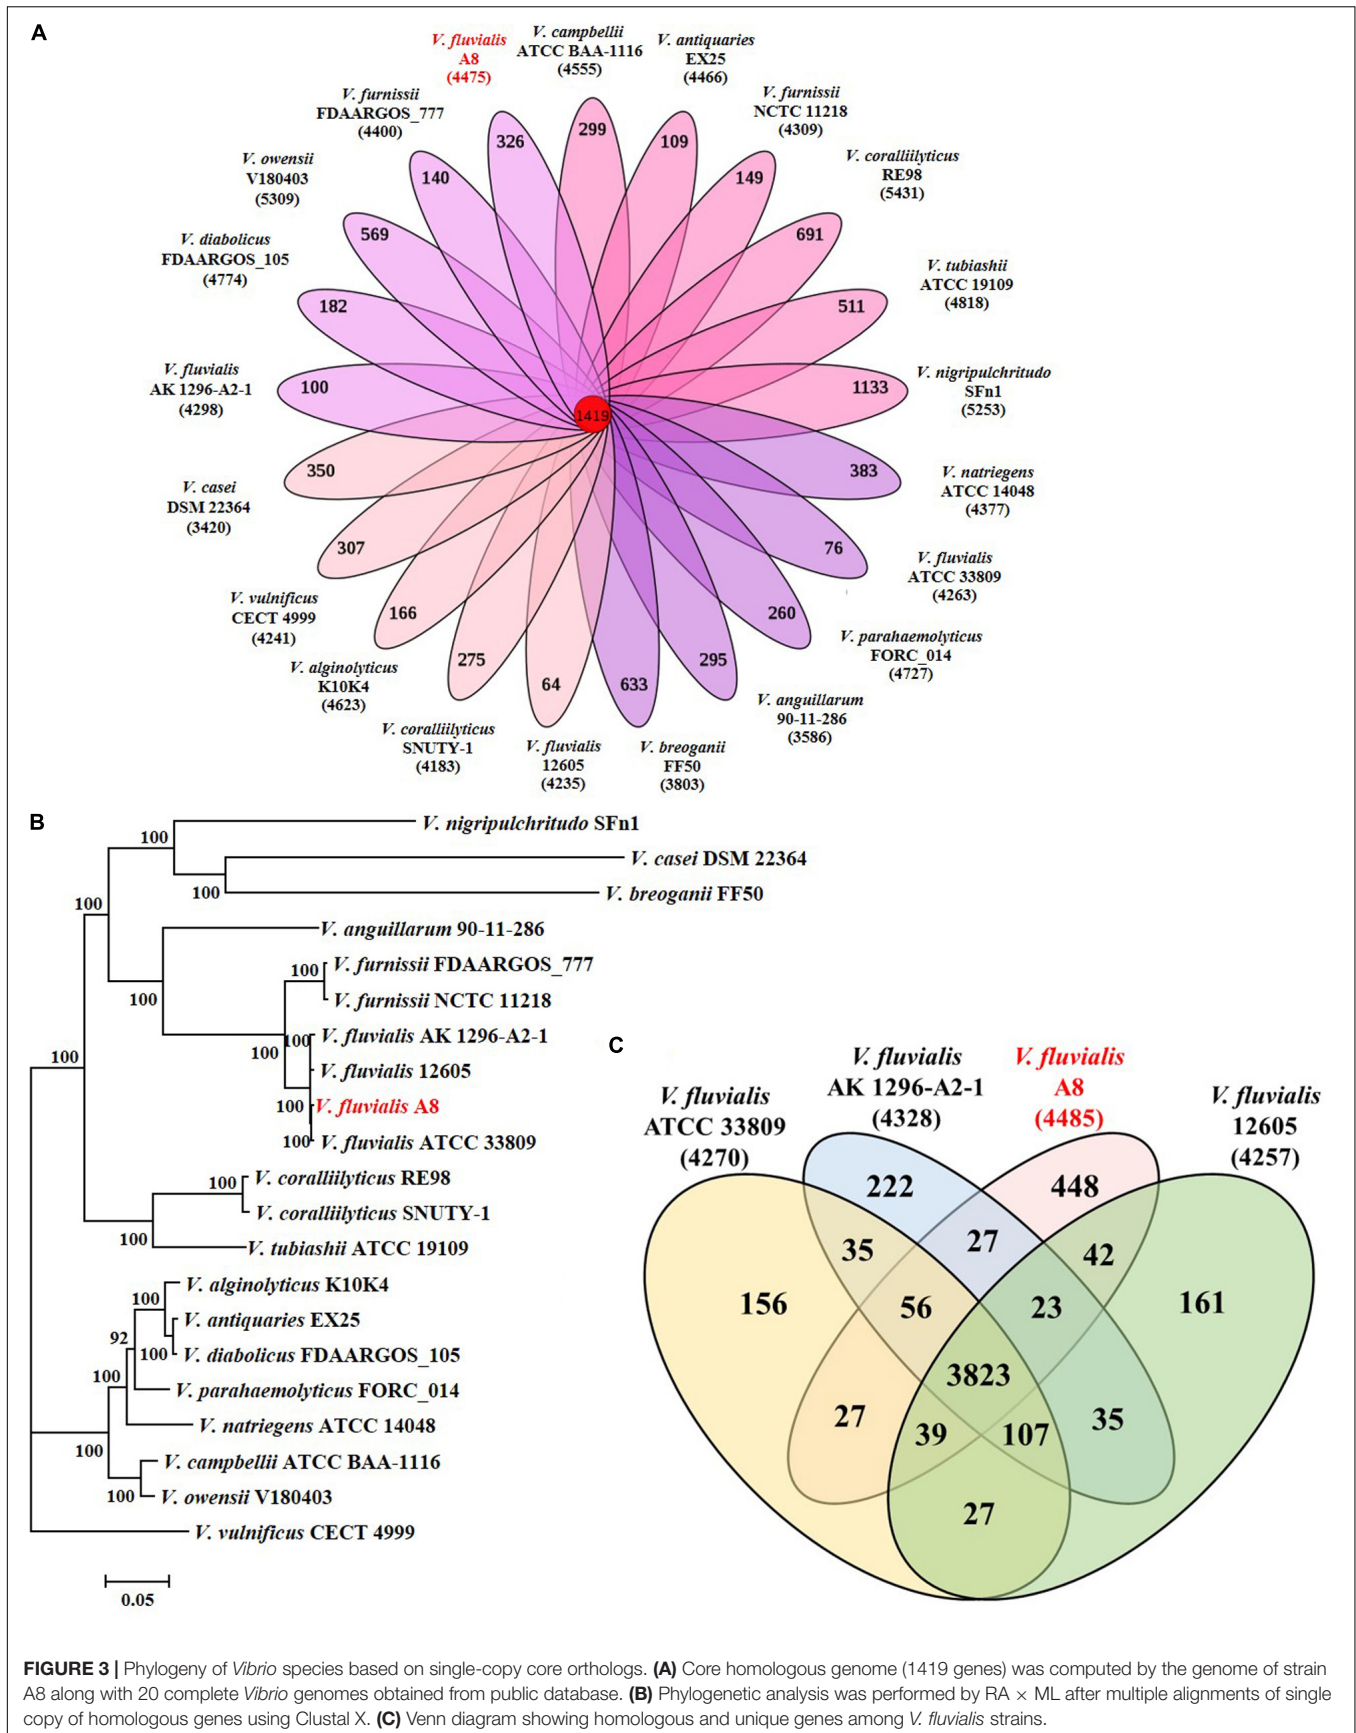 A
V. fluvialis
A8
(4475)
V. campbellii
ATCC BAA-1116
(4555)
V. antiquaries
EX25
(4466)
V. furnissii
NCTC 11218
(4309)
V. coralliilyticus
RE98
(5431)
V. tubiashii
ATCC 19109
(4818)
V. nigripulchritudo
SFn1
(5253)
V. natriegens
ATCC 14048
(4377)
V. fluvialis
ATCC 33809
(4263)
V. parahaemolyticus
FORC_014
(4727)
V. anguillarum
90-11-286
(3586)
V. breoganii
FF50
(3803)
V. fluvialis
12605
(4235)
V. coralliilyticus
SNUTY-1
(4183)
V. alginolyticus
K10K4
(4623)
V. vulnificus
CECT 4999
(4241)
V. casei
DSM 22364
(3420)
V. fluvialis
AK 1296-A2-1
(4298)
V. diabolicus
FDAARGOS_105
(4774)
V. owensii
V180403
(5309)
V. furnissii
FDAARGOS_777
(4400)
326
299
109
149
691
511
1133
383
76
260
295
633
64
275
166
307
350
100
182
569
140
1419
B
V. nigripulchritudo SFn1
V. casei DSM 22364
V. breoganii FF50
V. anguillarum 90-11-286
V. furnissii FDAARGOS_777
V. furnissii NCTC 11218
V. fluvialis AK 1296-A2-1
V. fluvialis 12605
V. fluvialis A8
V. fluvialis ATCC 33809
V. coralliilyticus RE98
V. coralliilyticus SNUTY-1
V. tubiashii ATCC 19109
V. alginolyticus K10K4
V. antiquaries EX25
V. diabolicus FDAARGOS_105
V. parahaemolyticus FORC_014
V. natriegens ATCC 14048
V. campbellii ATCC BAA-1116
V. owensii V180403
V. vulnificus CECT 4999
100
100
100
100
100
100
100
100
100
100
100
100
100
100
92
100
100
100
0.05
C
V. fluvialis
ATCC 33809
(4270)
V. fluvialis
AK 1296-A2-1
(4328)
V. fluvialis
A8
(4485)
V. fluvialis
12605
(4257)
222
448
35
27
42
156
56
23
161
3823
27
39
107
35
27
FIGURE 3 | Phylogeny of Vibrio species based on single-copy core orthologs. (A) Core homologous genome (1419 genes) was computed by the genome of strain
A8 along with 20 complete Vibrio genomes obtained from public database. (B) Phylogenetic analysis was performed by RA × ML after multiple alignments of single
copy of homologous genes using Clustal X. (C) Venn diagram showing homologous and unique genes among V. fluvialis strains.